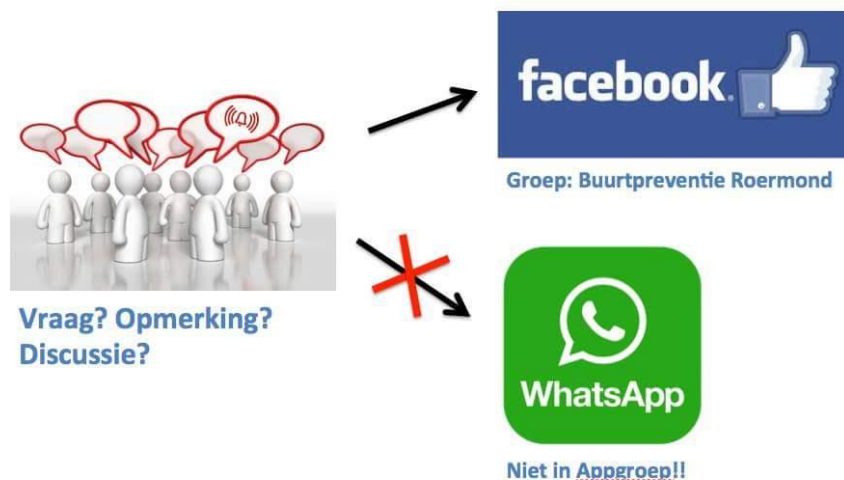 Vraag? Opmerking?
Discussie?
facebook.
Groep: Buurtpreventie Roermond
WhatsApp
Niet in Appgroep!!